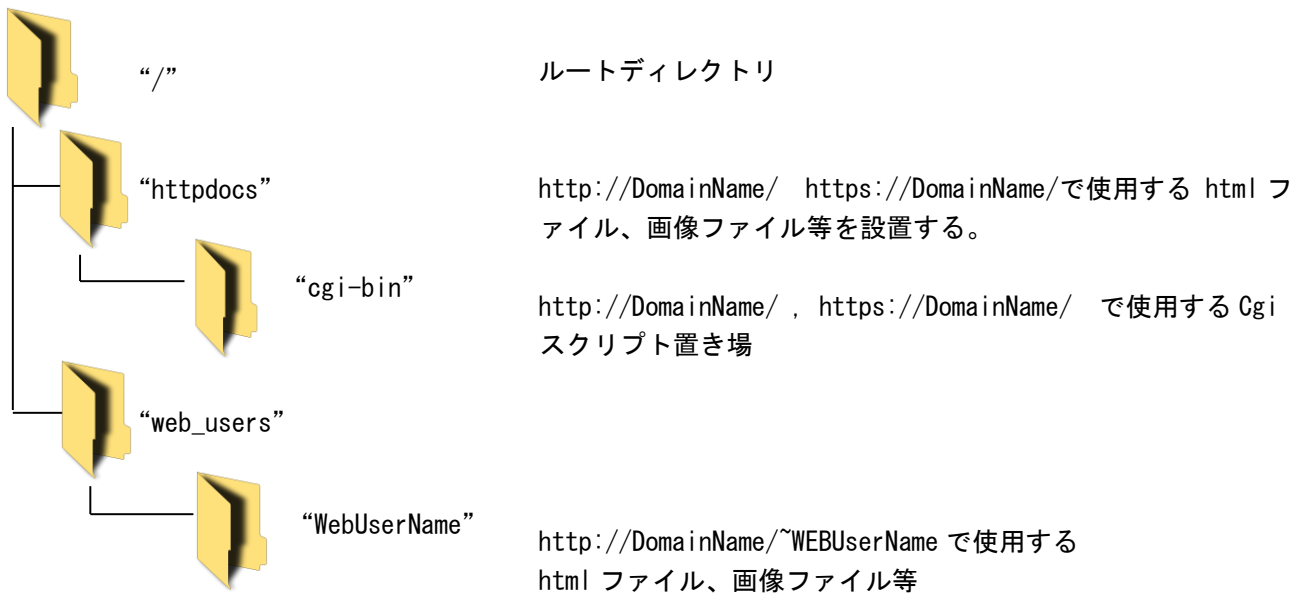 “/” ルートディレクトリ
“httpdocs” http://DomainName/ https://DomainName/で使用する html フ
ァイル、画像ファイル等を設置する。
“cgi-bin”
http://DomainName/ , https://DomainName/ で使用する Cgi
スクリプト置き場
“web_users”
“WebUserName”
http://DomainName/~WEBUserName で使用する
html ファイル、画像ファイル等